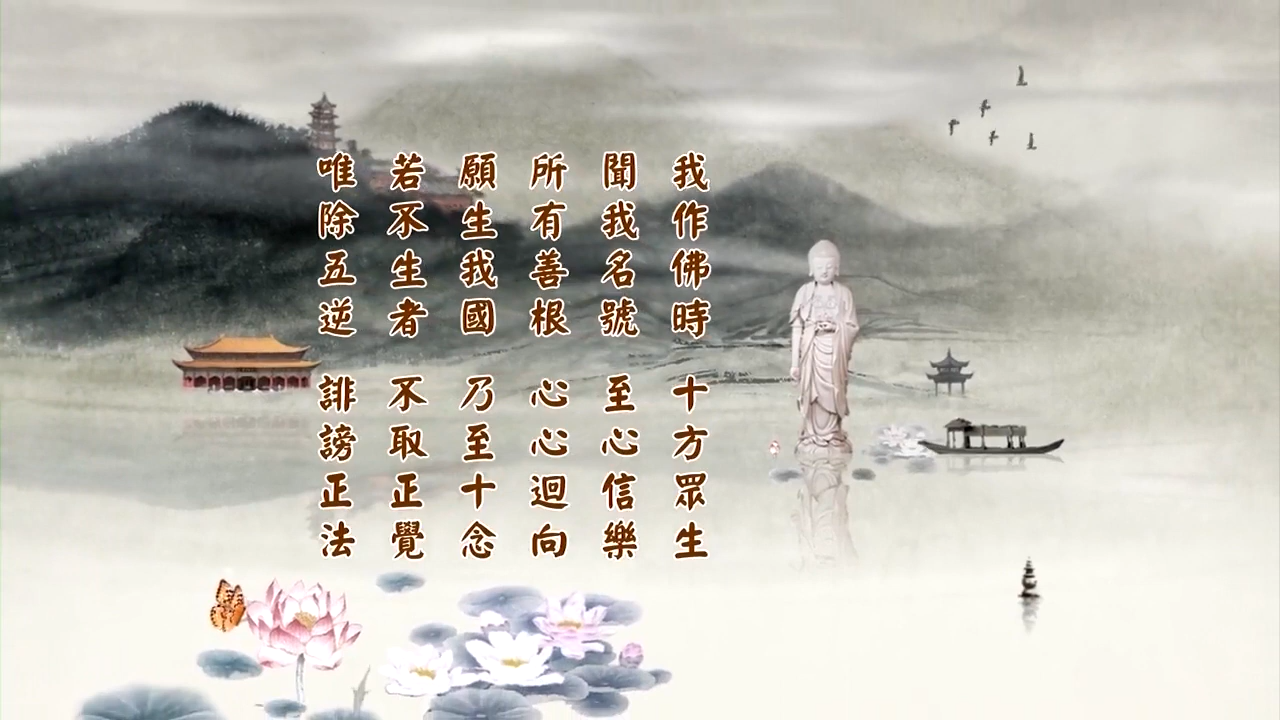 我作佛時 十方眾生
聞我名號 至心信樂
所有善根 心心迴向
願生我國 乃至十念
若不生者 不取正覺
唯除五逆 誹謗正法